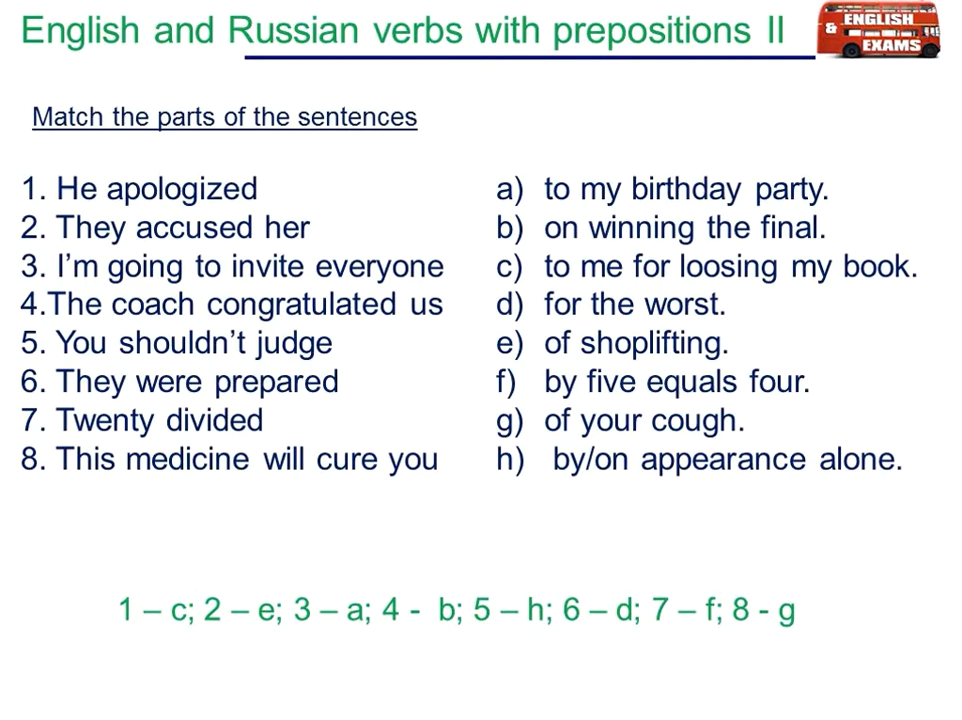 English and Russian verbs with prepositions II
ENGLISH
& EXAMS
Match the parts of the sentences
1. He apologized
2. They accused her
3. I’m going to invite everyone
4.The coach congratulated us
5. You shouldn’t judge
6. They were prepared
7. Twenty divided
8. This medicine will cure you
a) to my birthday party.
b) on winning the final.
c) to me for loosing my book.
d) for the worst.
e) of shoplifting.
f) by five equals four.
g) of your cough.
h) by/on appearance alone.
1 – c; 2 – e; 3 – a; 4 - b; 5 – h; 6 – d; 7 – f; 8 - g